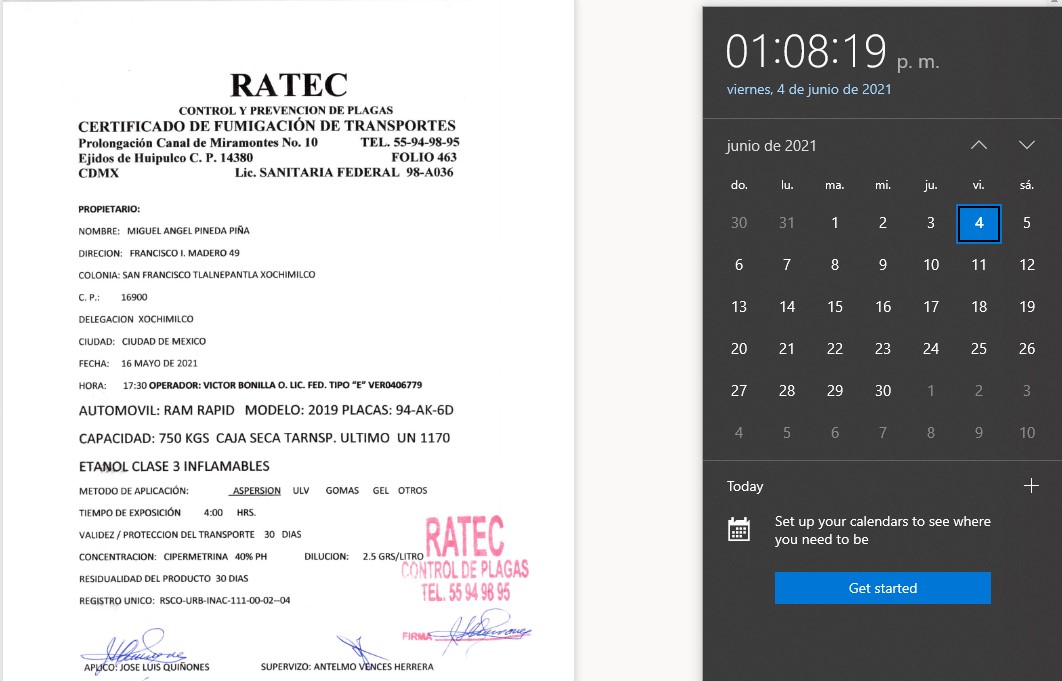 RATEC
CONTROL Y PREVENCION DE PLAGAS
CERTIFICADO DE FUMIGACIÓN DE TRANSPORTES
Prolongación Canal de Miramontes No. 10 TEL. 55-94-98-95
Ejidos de Huipulco C. P. 14380 FOLIO 463
CDMX Lic. SANITARIA FEDERAL 98-A036
PROPIETARIO:
NOMBRE: MIGUEL ANGEL PINEDA PIÑA
DIRECION: FRANCISCO I. MADERO 49
COLONIA: SAN FRANCISCO TLALNEPANTLA XOCHIMILCO
C. P.: 16900
DELEGACION XOCHIMILCO
CIUDAD: CIUDAD DE MEXICO
FECHA: 16 MAYO DE 2021
HORA: 17:30 OPERADOR: VICTOR BONILLA O. LIC. FED. TIPO "E" VER0406779
AUTOMOVIL: RAM RAPID MODELO: 2019 PLACAS: 94-AK-6D
CAPACIDAD: 750 KGS CAJA SECA TARNSP. ULTIMO UN 1170
ETANOL CLASE 3 INFLAMABLES
METODO DE APLICACIÓN: ASPERSION ULV GOMAS GEL OTROS
TIEMPO DE EXPOSICIÓN 4:00 HRS.
VALIDEZ / PROTECCION DEL TRANSPORTE 30 DIAS
CONCENTRACION: CIPERMETRINA 40% PH DILUCION: 2.5 GRS/LITRO
RESIDUALIDAD DEL PRODUCTO 30 DIAS
REGISTRO UNICO: RSCO-URB-INAC-111-00-02--04
RATEC
CONTROL DE PLAGAS
TEL. 55 94 98 95
FIRMA
APLICO: JOSE LUIS QUIÑONES SUPERVIZO: ANTELMO VENCES HERRERA
01:08:19 p. m.
viernes, 4 de junio de 2021
junio de 2021
do. lu. ma. mi. ju. vi. sá.
30 31 1 2 3 4 5
6 7 8 9 10 11 12
13 14 15 16 17 18 19
20 21 22 23 24 25 26
27 28 29 30 1 2 3
4 5 6 7 8 9 10
Today
Set up your calendars to see where
you need to be
Get started